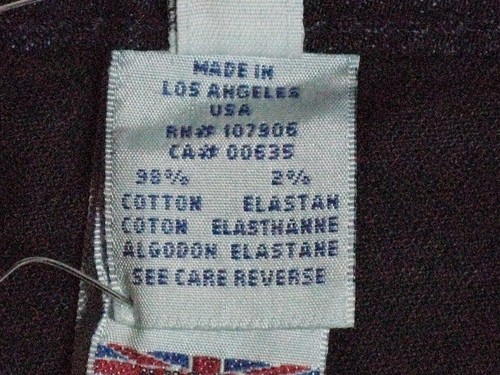 MADE IN
LOS ANGELES
USA
RN# 107906
CA# 00635
98% 2%
COTTON ELASTAN
COTON ELASTHANNE
ALGODON ELASTANE
SEE CARE REVERSE